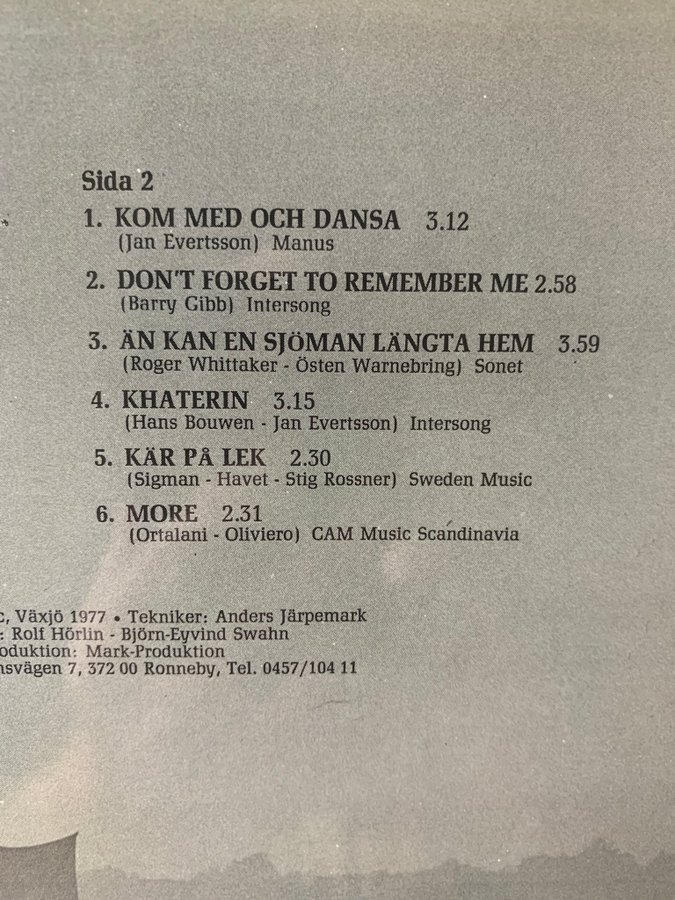 Sida 2
1. KOM MED OCH DANSA 3.12
(Jan Evertsson) Manus
2. DON'T FORGET TO REMEMBER ME 2.58
(Barry Gibb) Intersong
3. ÄN KAN EN SJÖMAN LÄNGTA HEM 3.59
(Roger Whittaker - Östen Warnebring) Sonet
4. KHATERIN 3.15
(Hans Bouwen - Jan Evertsson) Intersong
5. KÄR PÅ LEK 2.30
(Sigman - Havet - Stig Rossner) Sweden Music
6. MORE 2.31
(Ortalani - Oliviero) CAM Music Scandinavia
c, Växjö 1977 • Tekniker: Anders Järpemark
: Rolf Hörlin - Björn-Eyvind Swahn
oduktion: Mark-Produktion
nsvägen 7, 372 00 Ronneby, Tel. 0457/104 11